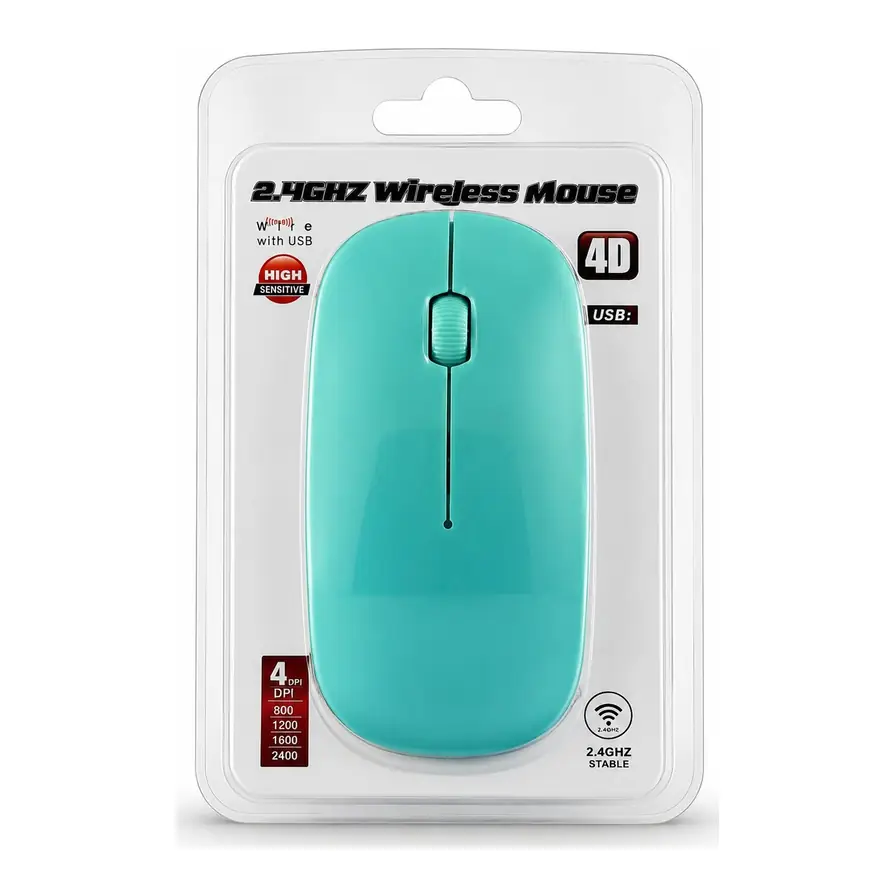 2.4GHZ Wireless Mouse
with USB
HIGH
SENSITIVE
4D
USB:
4 DPI
DPI
800
1200
1600
2400
2.4GHZ
2.4GHZ
STABLE